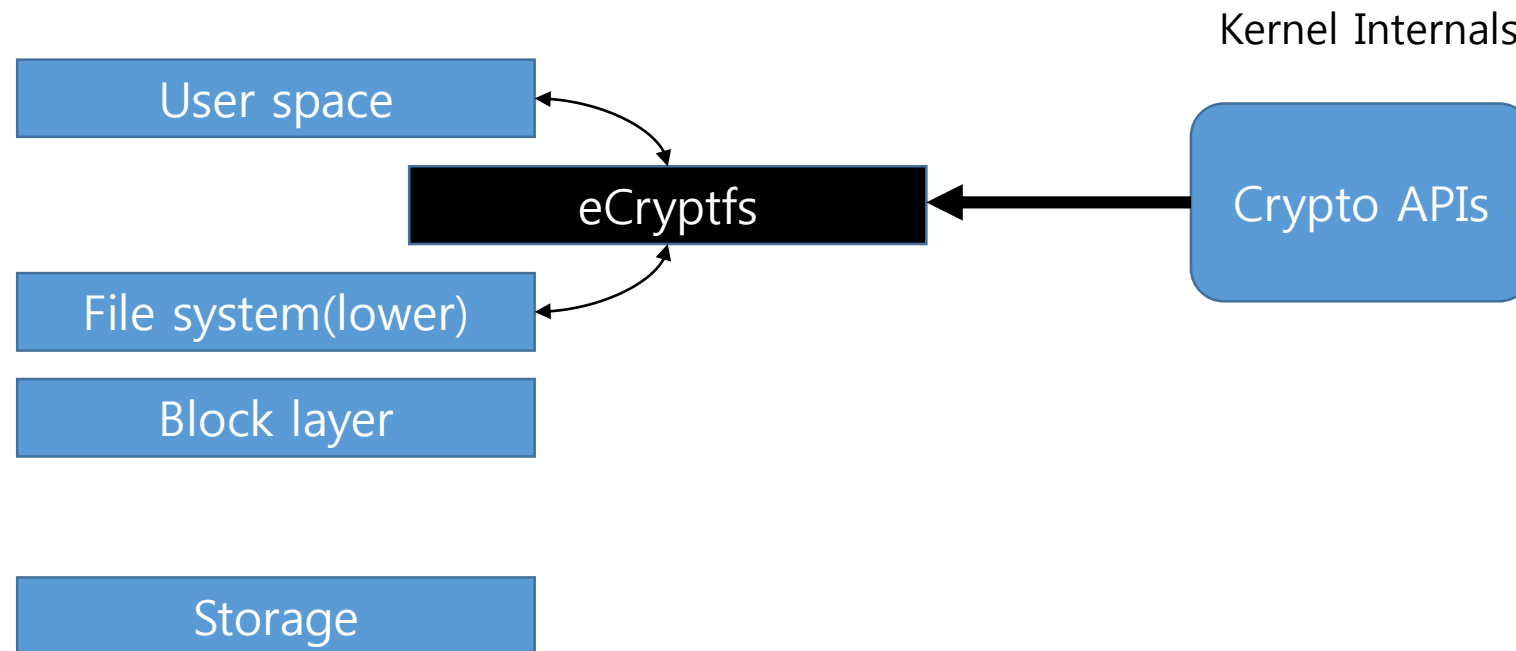 Kernel Internals
User space
eCryptfs
Crypto APIs
File system(lower)
Block layer
Storage